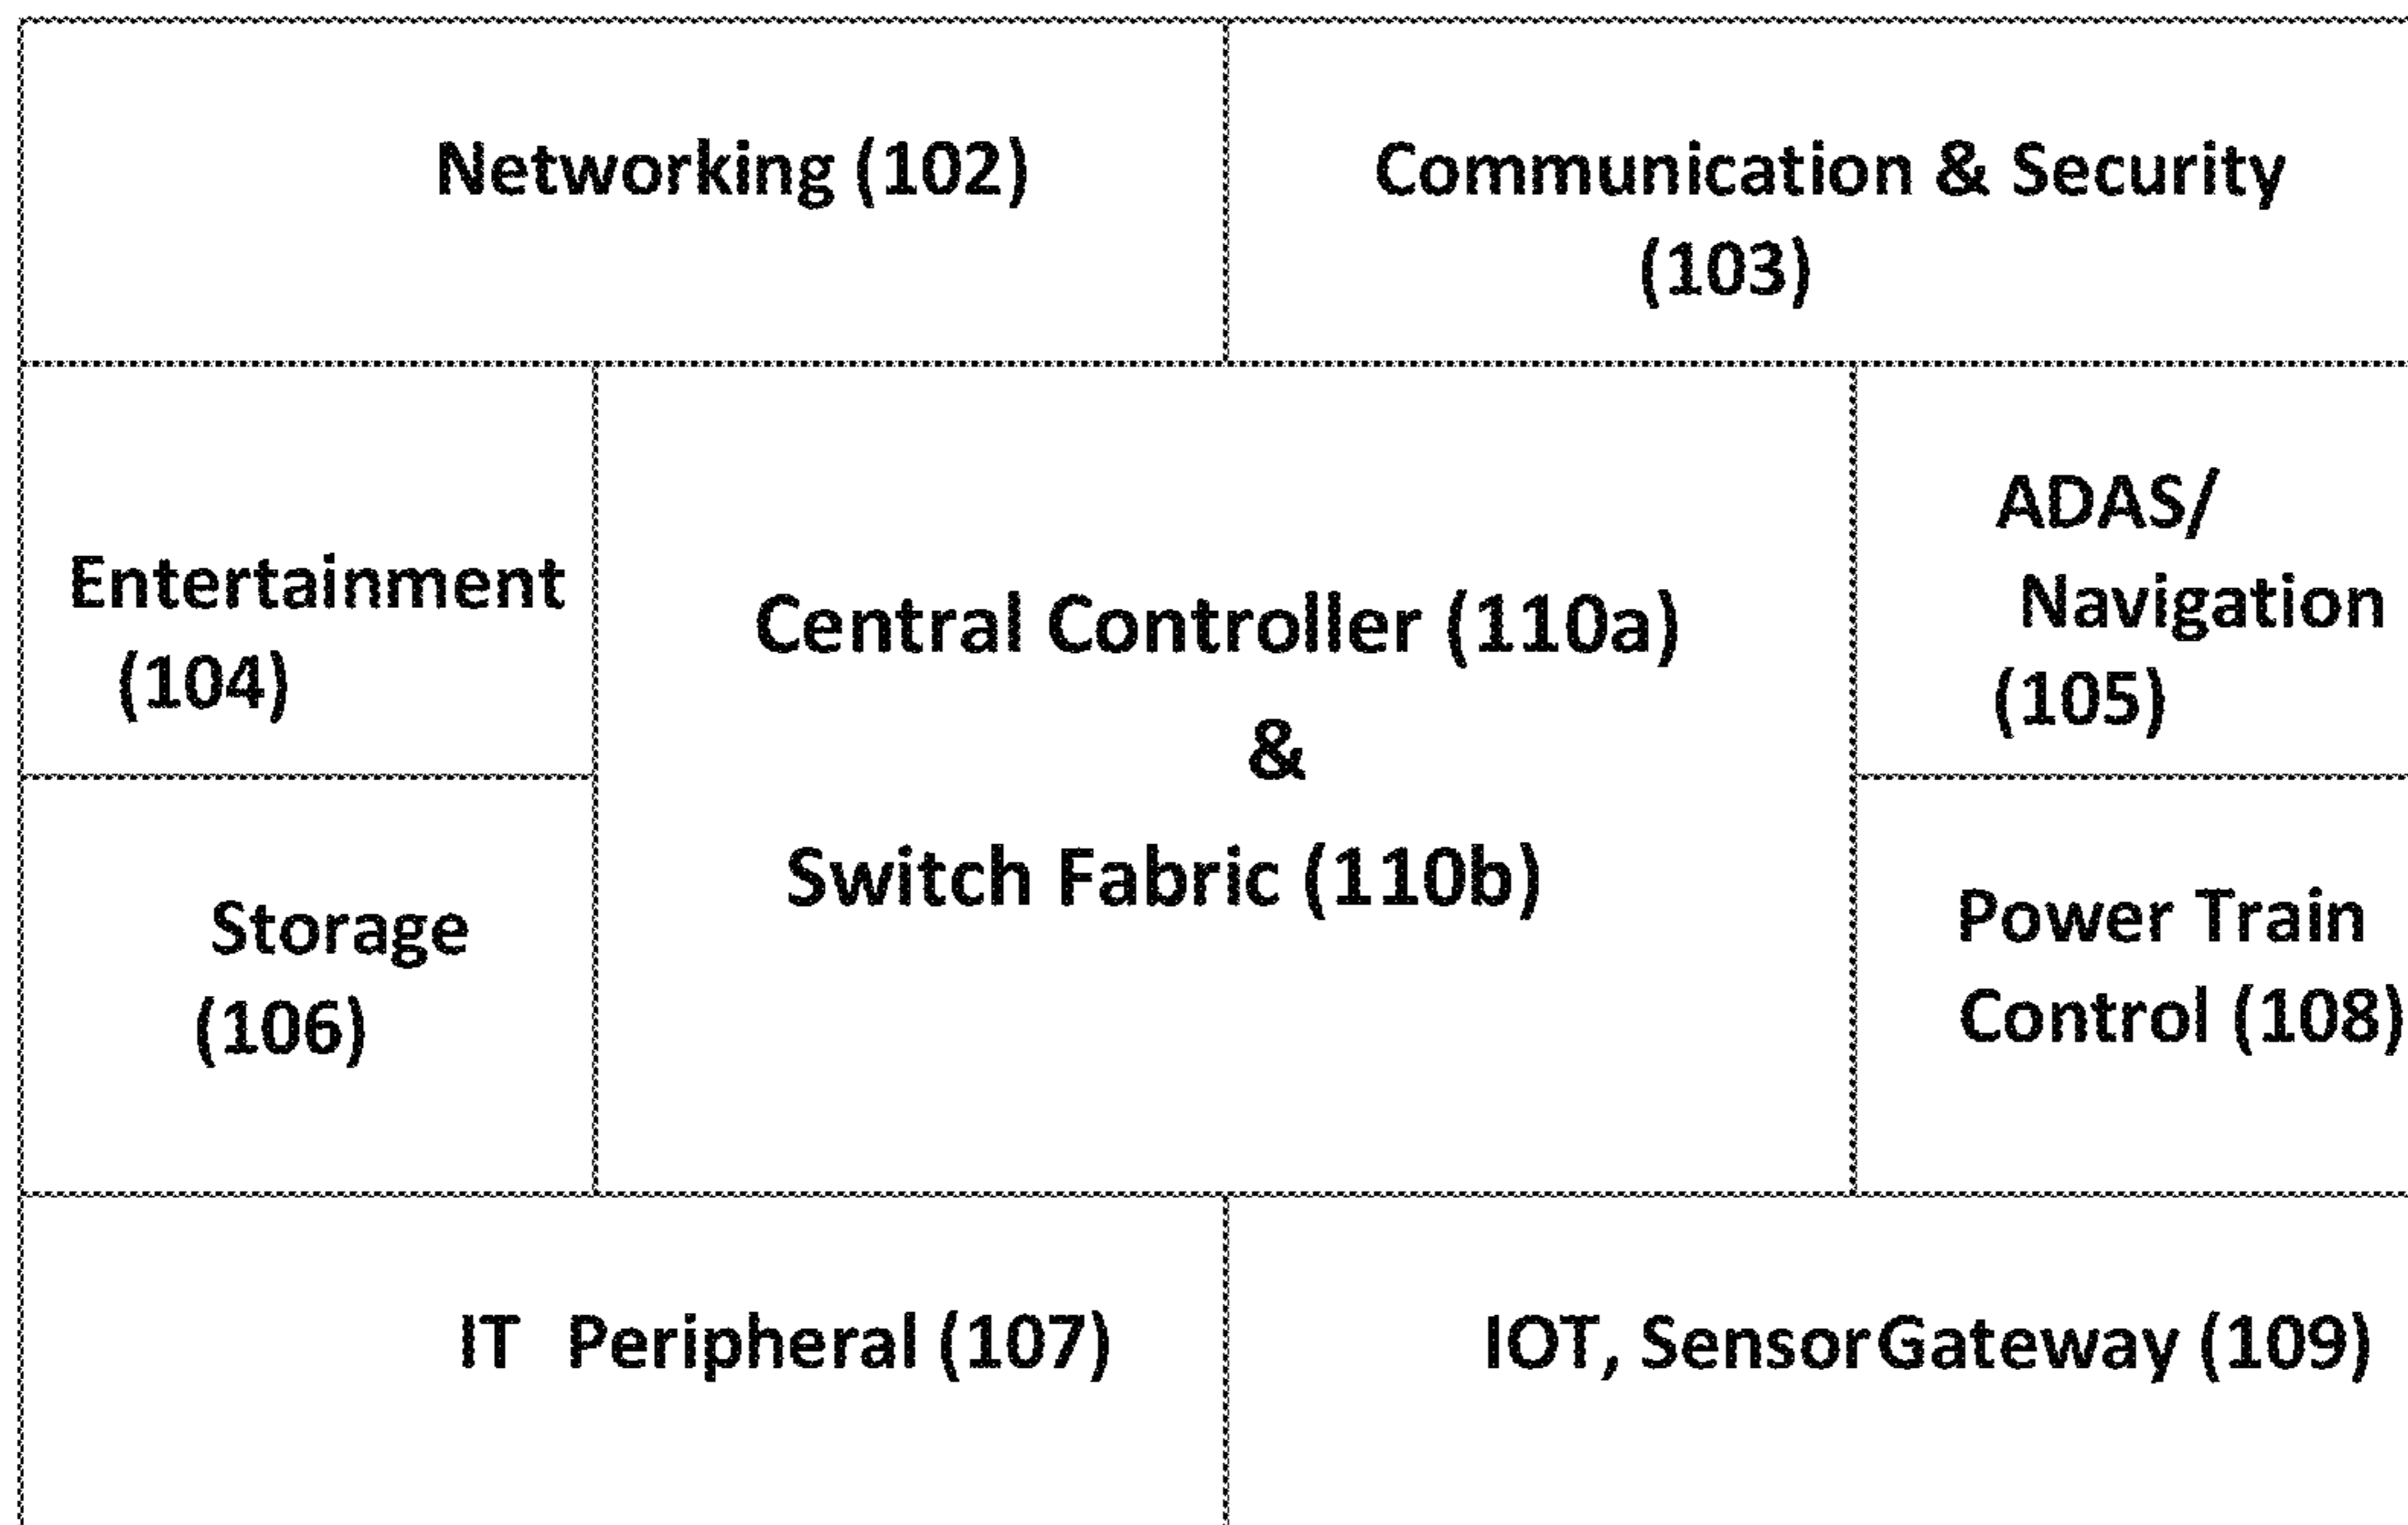 Networking (102)
Communication & Security
(103)
Entertainment
(104)
Central Controller (110a)
&
Switch Fabric (110b)
ADAS/
Navigation
(105)
Storage
(106)
Power Train
Control (108)
IT Peripheral (107)
IOT, SensorGateway (109)